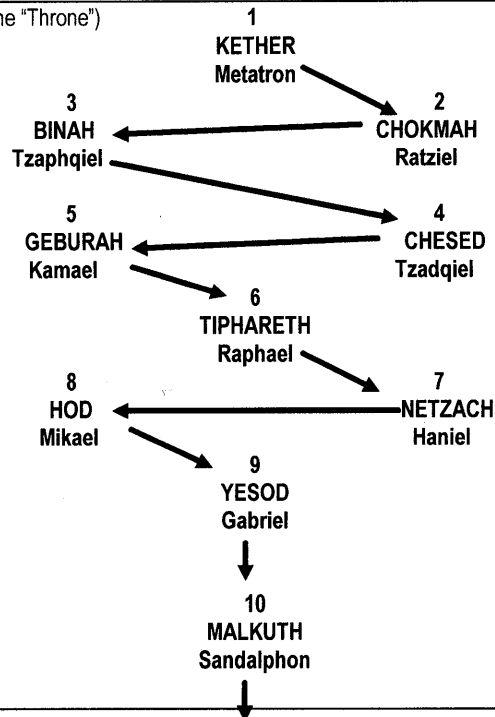 ne “Throne”)
1
KETHER
Metatron
2
CHOKMAH
Ratziel
3
BINAH
Tzaphqiel
4
CHESED
Tzadqiel
5
GEBURAH
Kamael
6
TIPHARETH
Raphael
7
NETZACH
Haniel
8
HOD
Mikael
9
YESOD
Gabriel
10
MALKUTH
Sandalphon